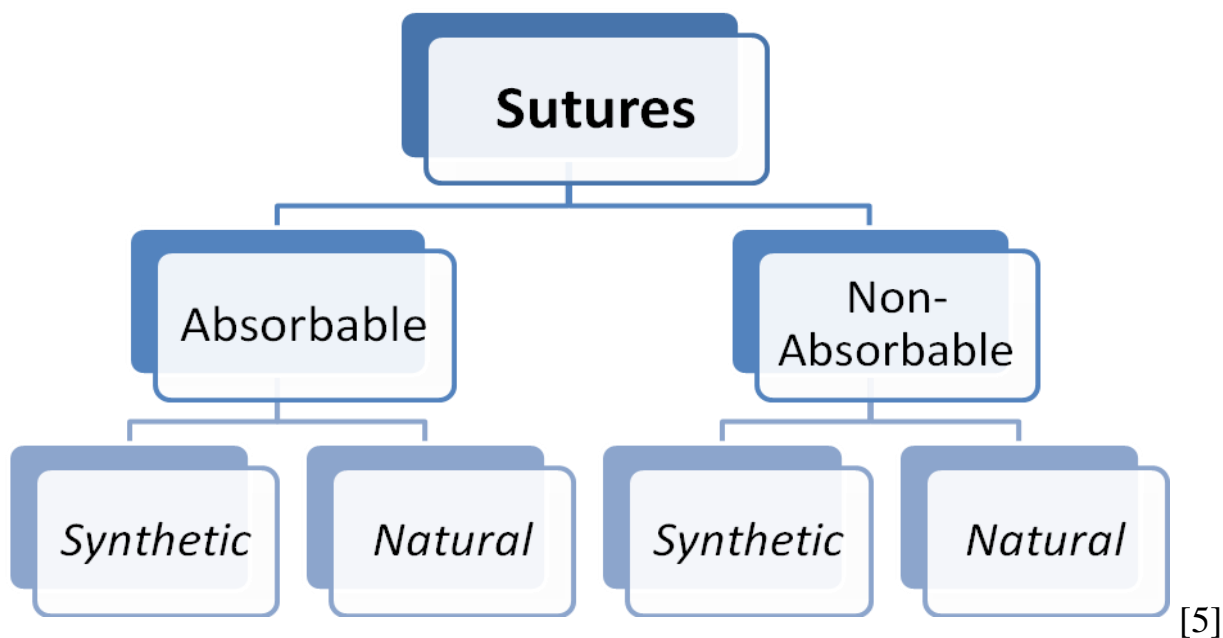 Sutures
Absorbable
Non-
Absorbable
Synthetic
Natural
Synthetic
Natural
[5]